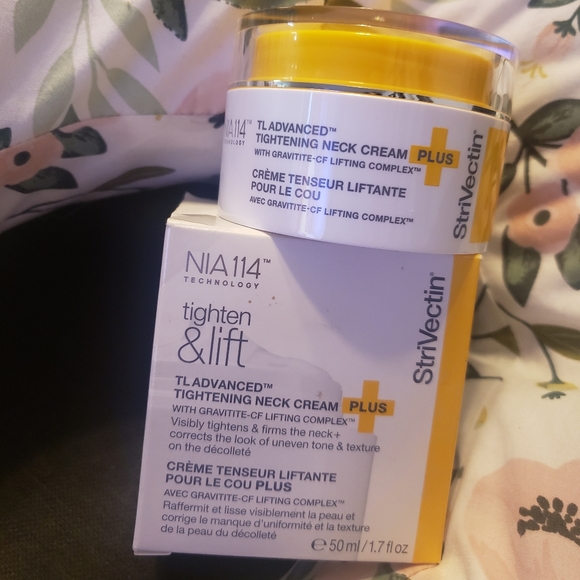 NIA114™
TECHNOLOGY
TL ADVANCED™
TIGHTENING NECK CREAM PLUS
WITH GRAVITITE-CF LIFTING COMPLEX™
CRÈME TENSEUR LIFTANTE
POUR LE COU
AVEC GRAVITITE-CF LIFTING COMPLEX™
StriVectin®
NIA114™
TECHNOLOGY
tighten
& lift
TL ADVANCED™
TIGHTENING NECK CREAM PLUS
WITH GRAVITITE-CF LIFTING COMPLEX™
Visibly tightens & firms the neck +
corrects the look of uneven tone & texture
on the décolleté
CRÈME TENSEUR LIFTANTE
POUR LE COU PLUS
AVEC GRAVITITE-CF LIFTING COMPLEX™
Raffermit et lisse visiblement la peau et
corrige le manque d'uniformité et la texture
de la peau du décolleté
℮ 50 ml / 1.7 fl oz
StriVectin®